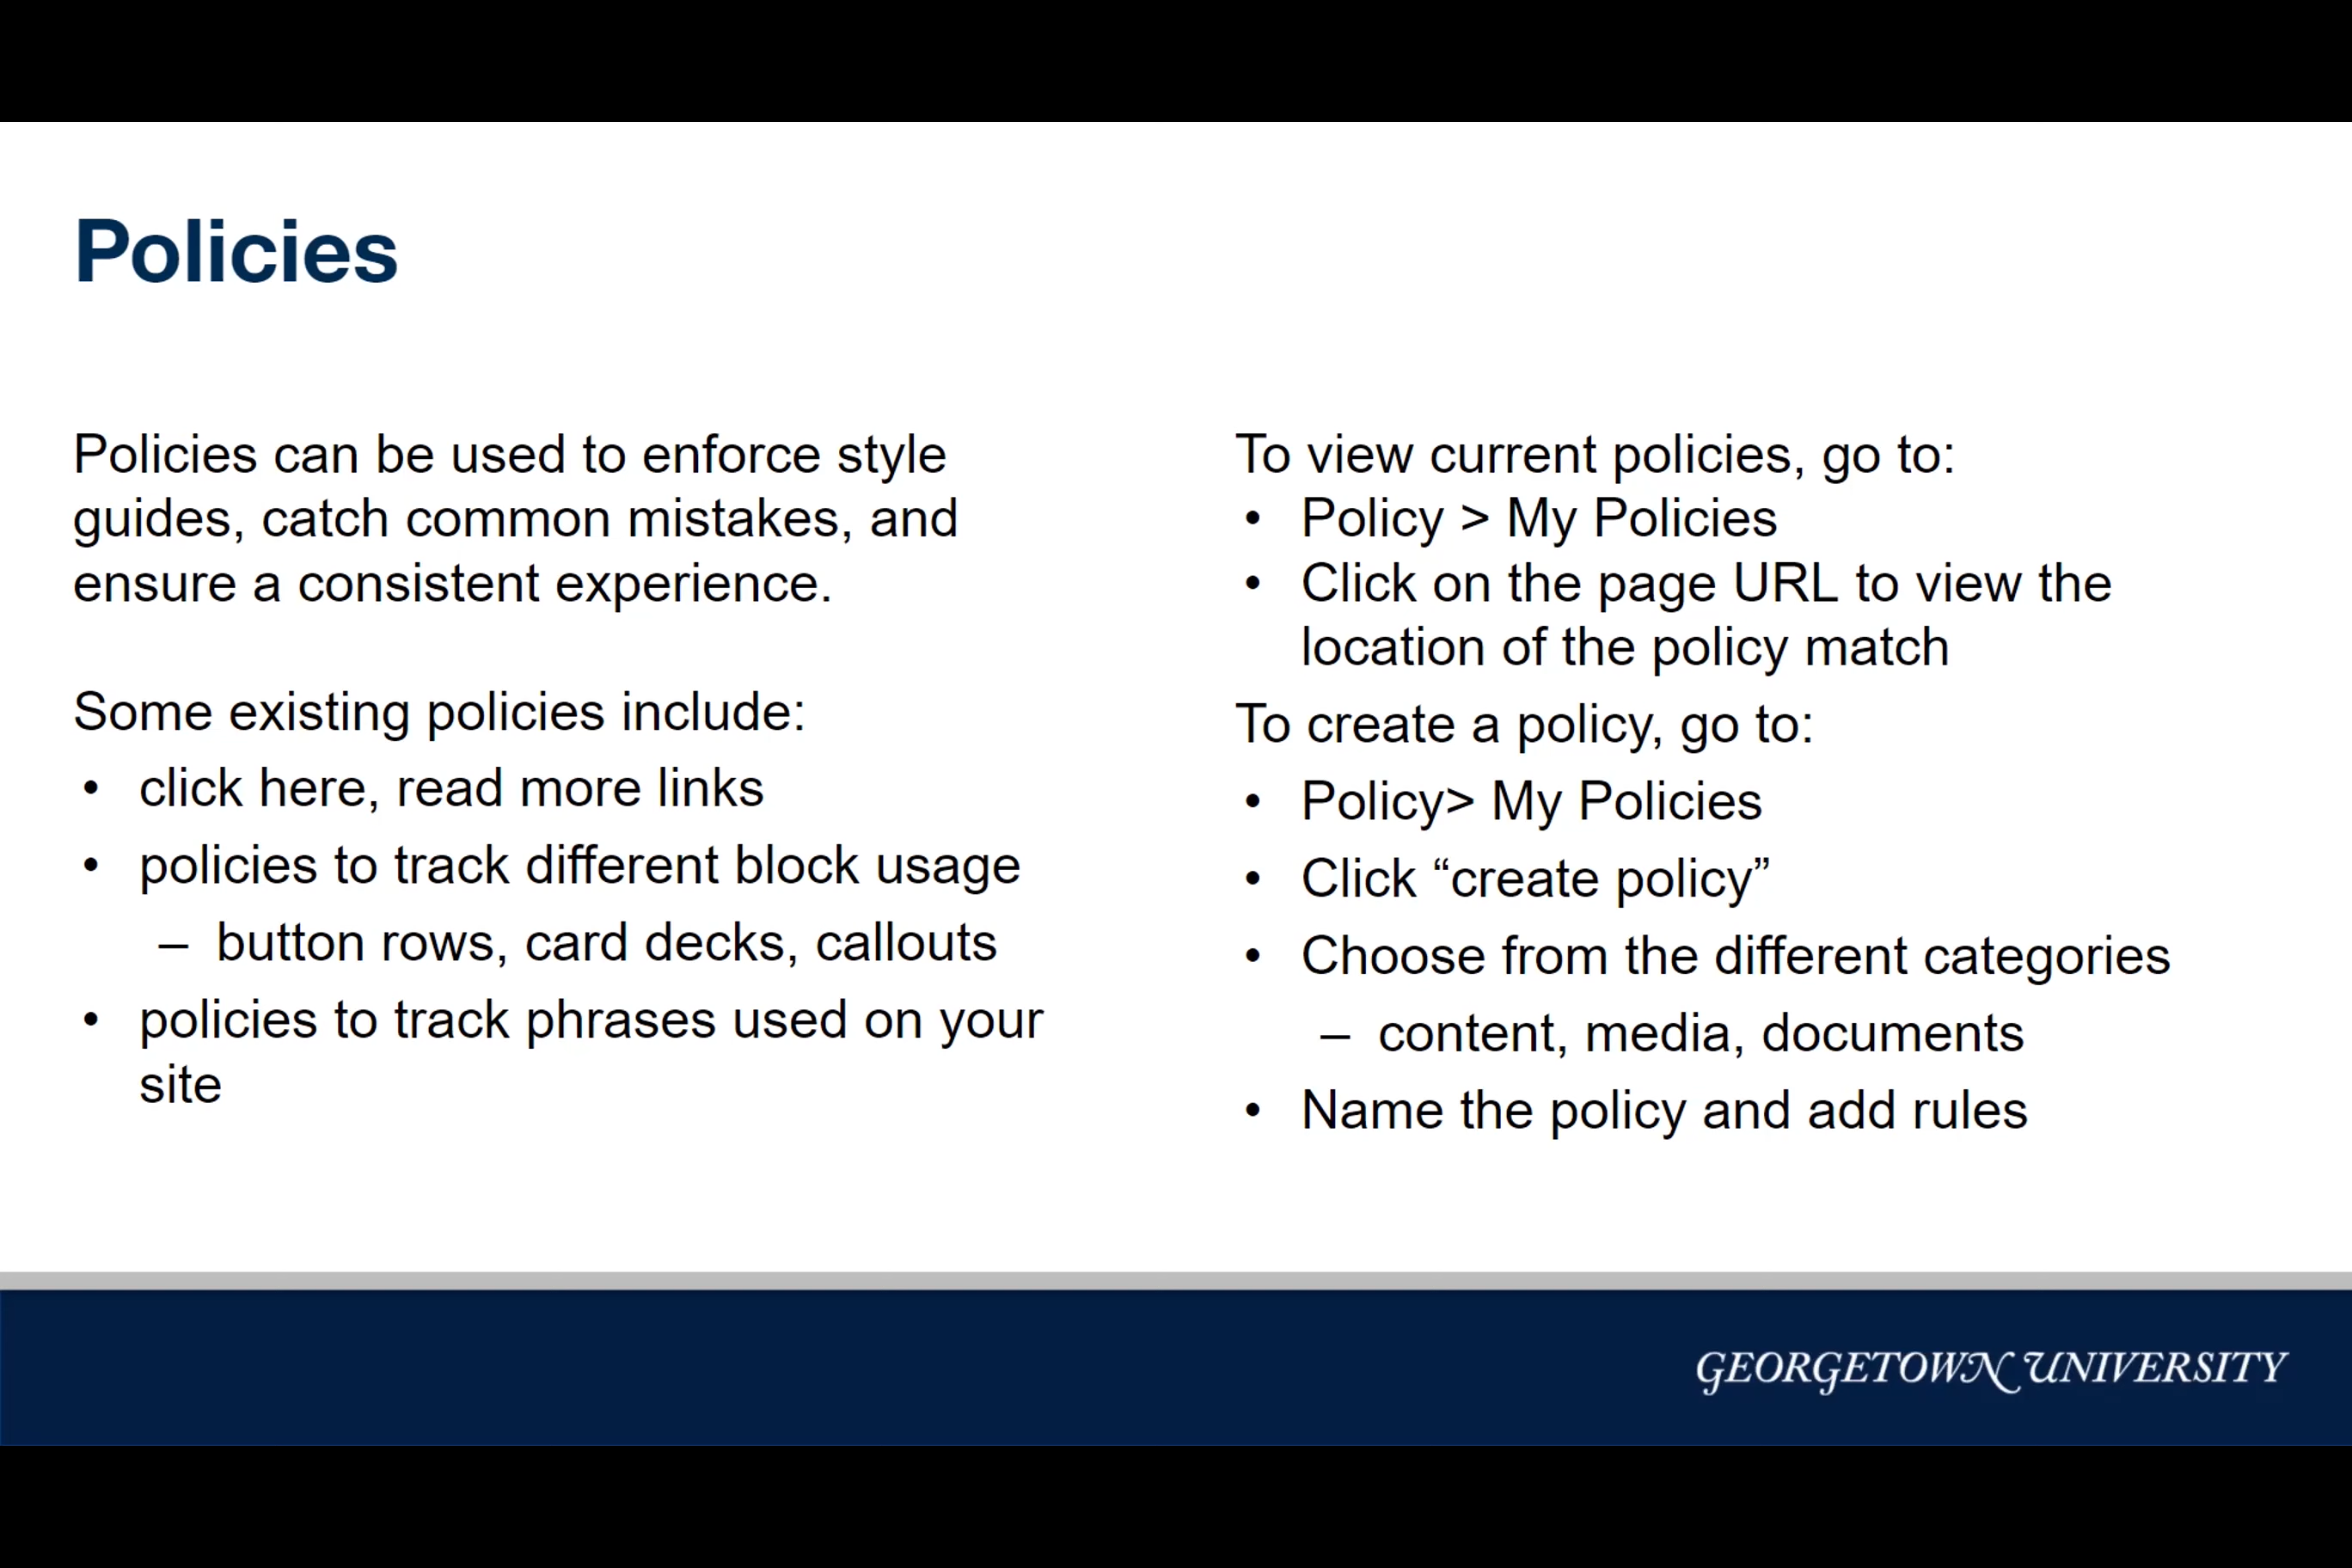 Policies
Policies can be used to enforce style
guides, catch common mistakes, and
ensure a consistent experience.
Some existing policies include:
• click here, read more links
• policies to track different block usage
– button rows, card decks, callouts
• policies to track phrases used on your
site
To view current policies, go to:
• Policy > My Policies
• Click on the page URL to view the
location of the policy match
To create a policy, go to:
• Policy> My Policies
• Click “create policy”
• Choose from the different categories
– content, media, documents
• Name the policy and add rules
GEORGETOWN UNIVERSITY